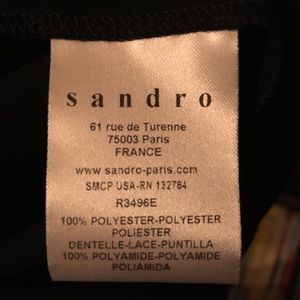 sandro
61 rue de Turenne
75003 Paris
FRANCE
www.sandro-paris.com
SMCP USA-RN 132784
R3496E
100% POLYESTER-POLYESTER
POLIESTER
DENTELLE-LACE-PUNTILLA
100% POLYAMIDE-POLYAMIDE
POLIAMIDA